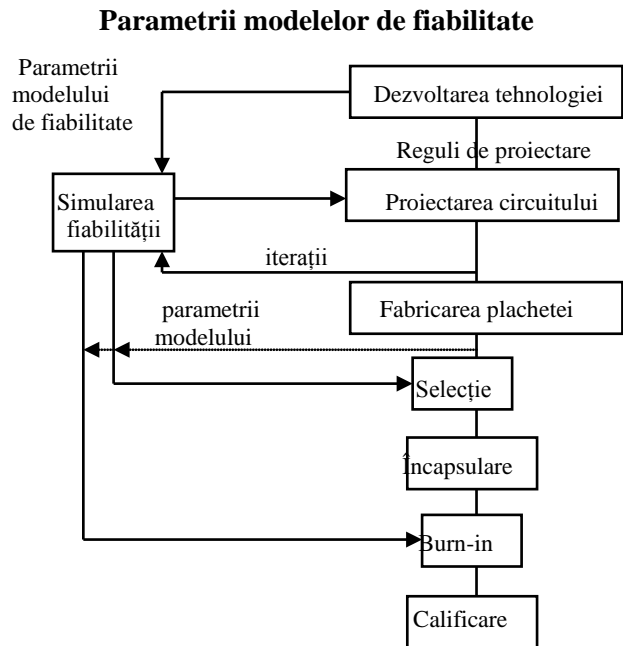 Parametrii modelelor de fiabilitate
Parametrii
modelului
de fiabilitate
Dezvoltarea tehnologiei
Reguli de proiectare
Simularea
fiabilității
Proiectarea circuitului
iterații
Fabricarea plachetei
parametrii
modelului
Selecție
Încapsulare
Burn-in
Calificare